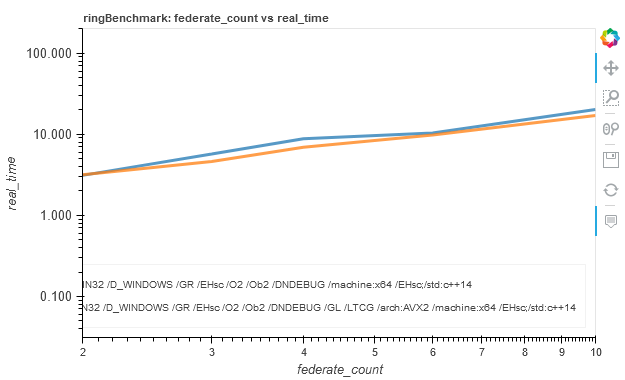 ringBenchmark: federate_count vs real_time
100.000
10.000
1.000
0.100
real_time
IN32 /D_WINDOWS /GR /EHsc /O2 /Ob2 /DNDEBUG /machine:x64 /EHsc;/std:c++14
N32 /D_WINDOWS /GR /EHsc /O2 /Ob2 /DNDEBUG /GL /LTCG /arch:AVX2 /machine:x64 /EHsc;/std:c++14
2 3 4 5 6 7 8 9 10
federate_count